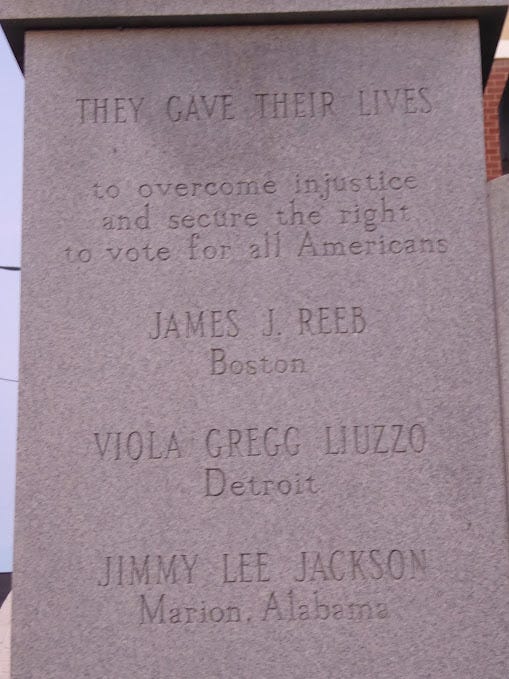 THEY GAVE THEIR LIVES
to overcome injustice
and secure the right
to vote for all Americans
JAMES J. REEB
Boston
VIOLA GREGG LIUZZO
Detroit
JIMMY LEE JACKSON
Marion, Alabama